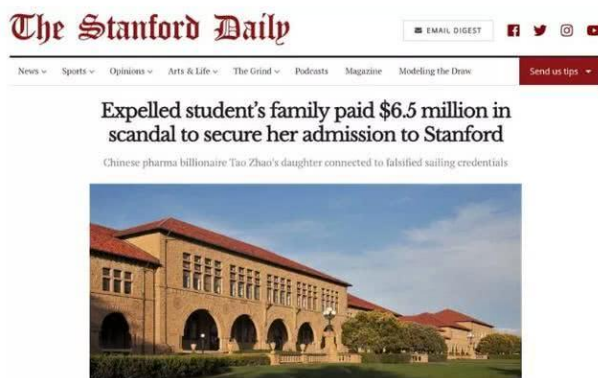 The Stanford Daily
EMAIL DIGEST
News Sports Opinions Arts & Life The Grind Podcasts Magazine Modeling the Draw Send us tips
Expelled student's family paid $6.5 million in
scandal to secure her admission to Stanford
Chinese pharma billionaire Tao Zhao's daughter connected to falsified sailing credentials